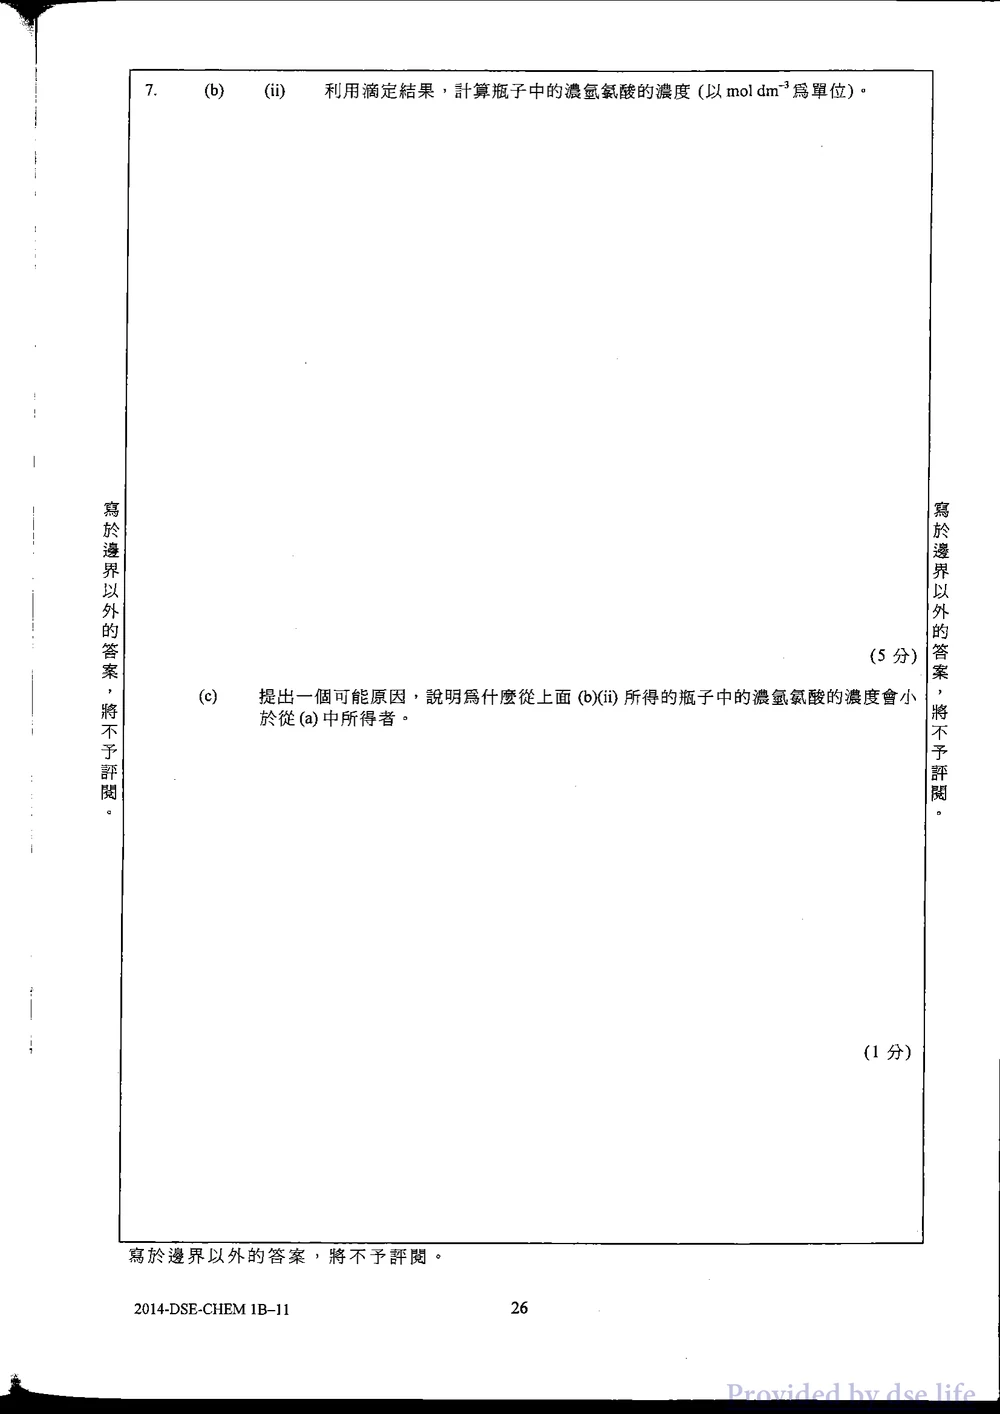 7. (b) (ii) 利用滴定結果,計算瓶子中的濃氫氯酸的濃度 (以 mol dm⁻³ 爲單位)。
(5 分)
(c) 提出一個可能原因,說明爲什麼從上面 (b)(ii) 所得的瓶子中的濃氫氯酸的濃度會小
於從 (a) 中所得者。
(1 分)
寫於邊界以外的答案,將不予評閱。
寫於邊界以外的答案,將不予評閱。
寫於邊界以外的答案,將不予評閱。
2014-DSE-CHEM 1B–11
26
Provided by dse.life